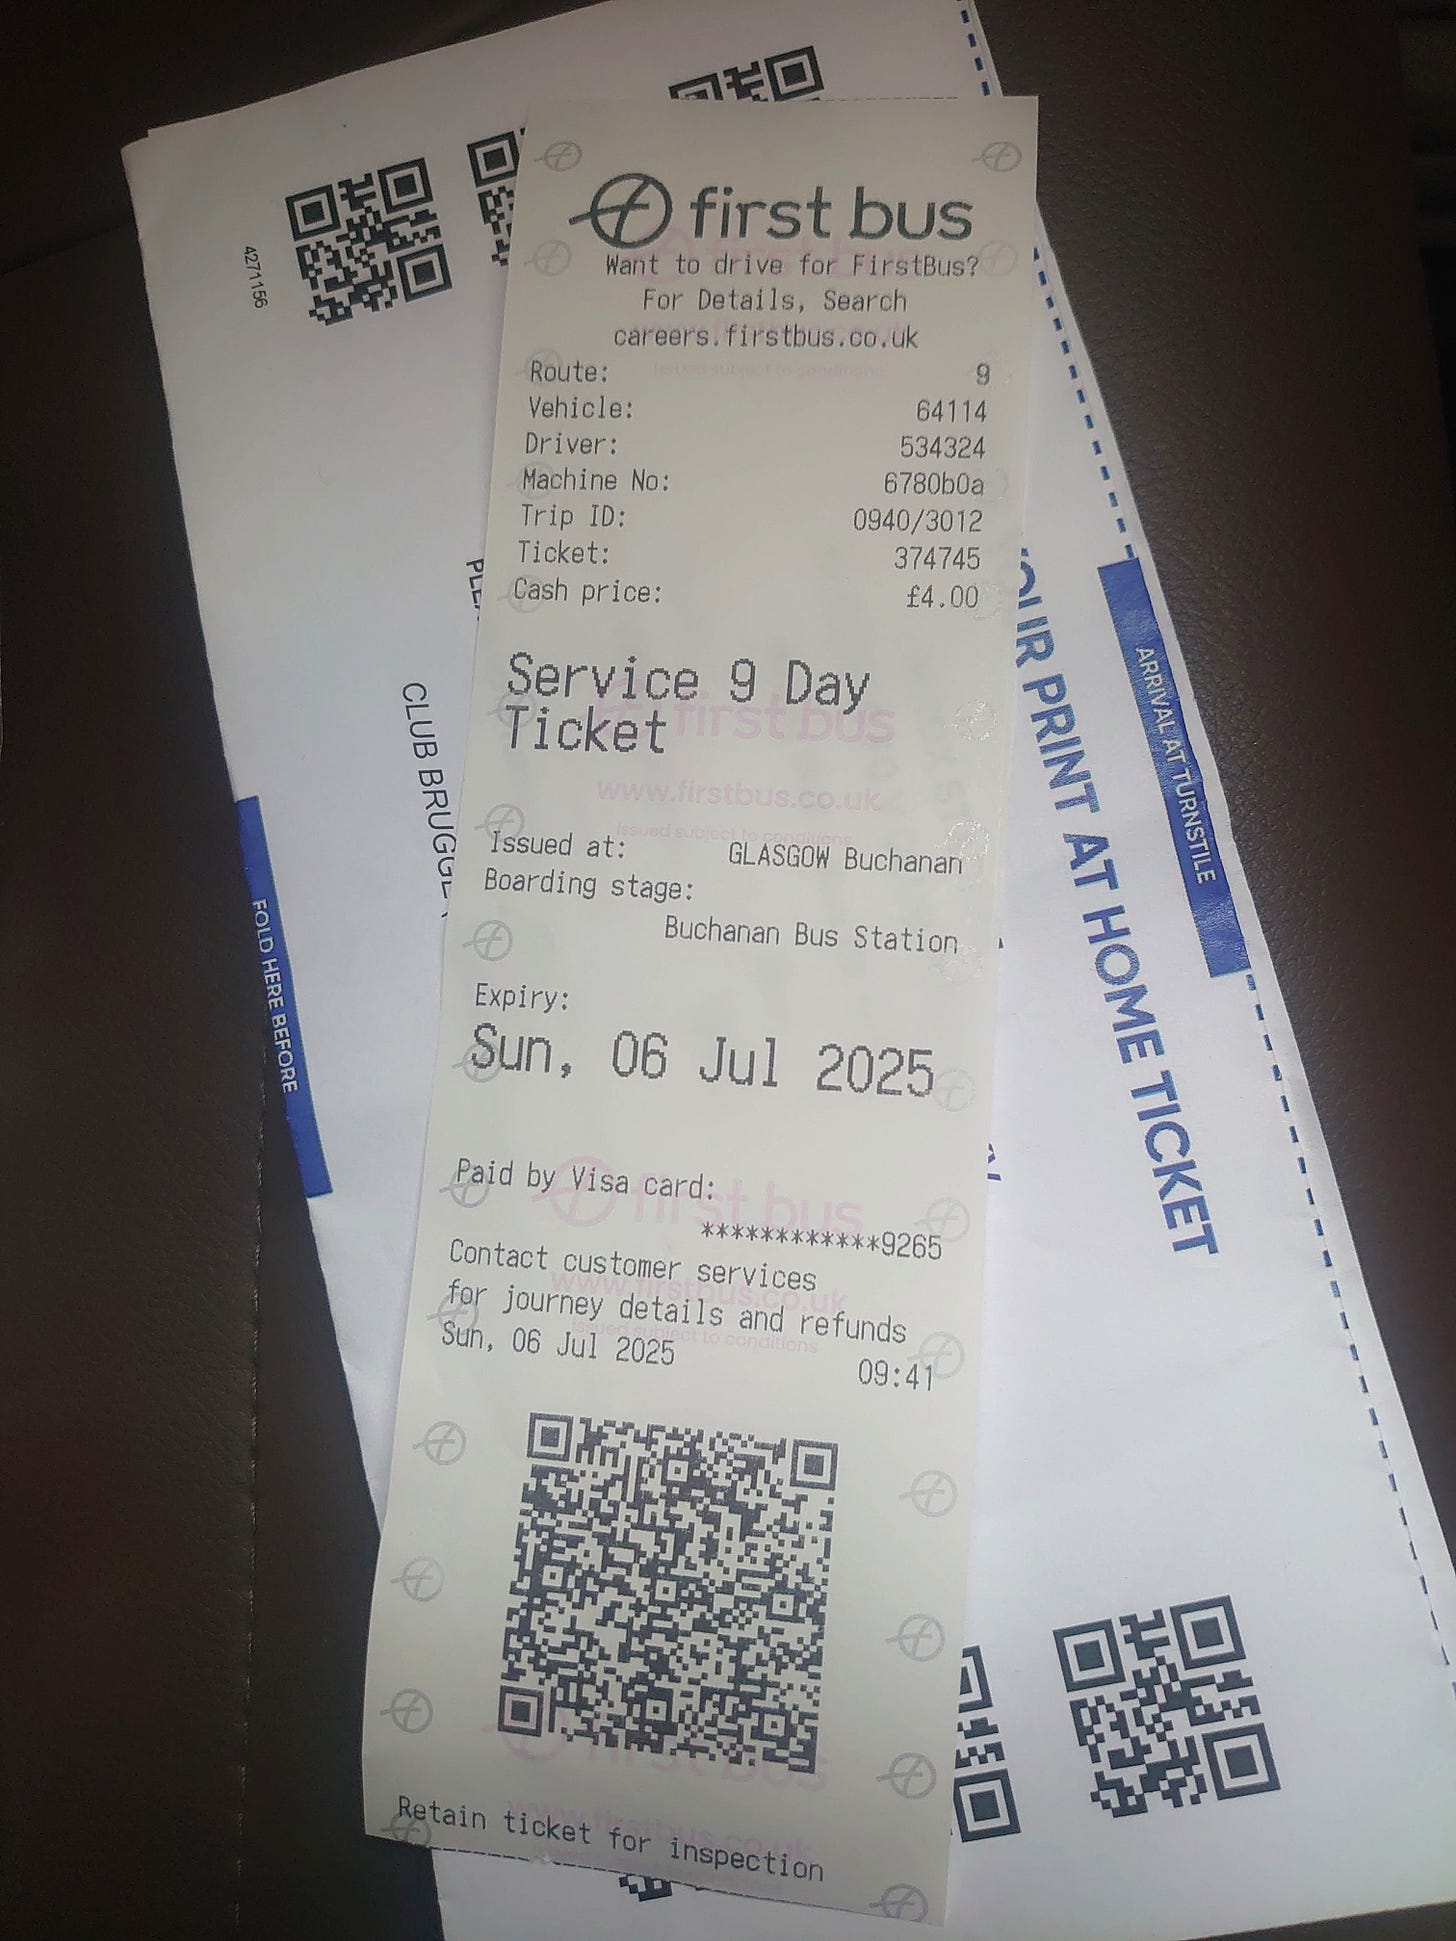 first bus
Want to drive for FirstBus?
For Details, Search
careers.firstbus.co.uk
Route: 9
Vehicle: 64114
Driver: 534324
Machine No: 6780b0a
Trip ID: 0940/3012
Ticket: 374745
Cash price: £4.00
Service 9 Day
Ticket
first bus
www.firstbus.co.uk
Issued subject to conditions
Issued at: GLASGOW Buchanan
Boarding stage:
Buchanan Bus Station
Expiry:
Sun, 06 Jul 2025
Paid by Visa card:
************9265
Contact customer services
for journey details and refunds
Sun, 06 Jul 2025 09:41
Retain ticket for inspection
4271156
CLUB BRUGGE
FOLD HERE BEFORE
ARRIVAL AT TURNSTILE
OUR PRINT AT HOME TICKET